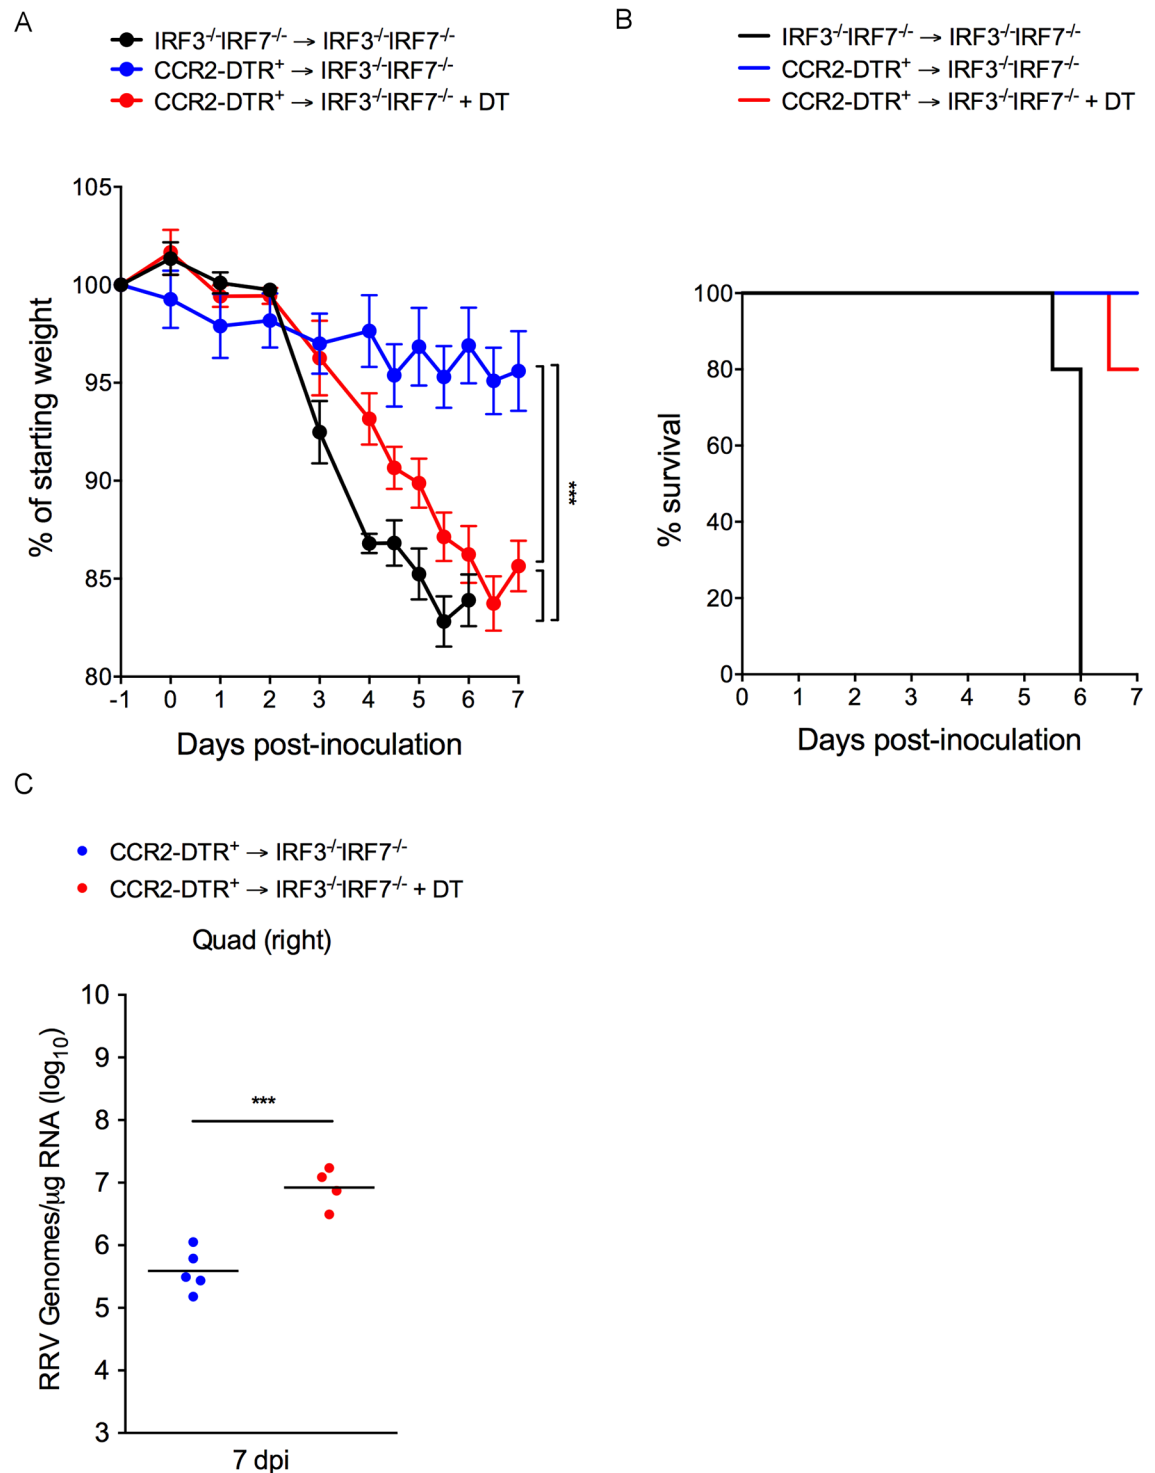 A
IRF3-/-IRF7-/- → IRF3-/-IRF7-/-
CCR2-DTR+ → IRF3-/-IRF7-/-
CCR2-DTR+ → IRF3-/-IRF7-/- + DT
% of starting weight
105
100
95
90
85
80
-1 0 1 2 3 4 5 6 7
Days post-inoculation
***
B
IRF3-/-IRF7-/- → IRF3-/-IRF7-/-
CCR2-DTR+ → IRF3-/-IRF7-/-
CCR2-DTR+ → IRF3-/-IRF7-/- + DT
% survival
100
80
60
40
20
0
0 1 2 3 4 5 6 7
Days post-inoculation
C
CCR2-DTR+ → IRF3-/-IRF7-/-
CCR2-DTR+ → IRF3-/-IRF7-/- + DT
Quad (right)
RRV Genomes/μg RNA (log10)
10
9
8
7
6
5
4
3
***
7 dpi